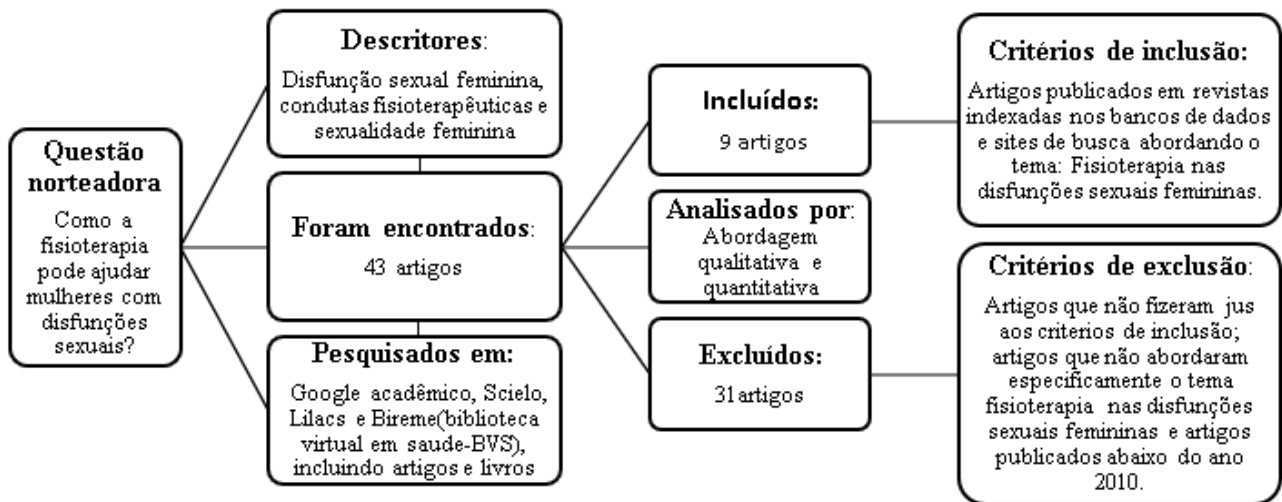 Questão
norteadora
Como a
fisioterapia
pode ajudar
mulheres com
disfunções
sexuais?
Descritores:
Disfunção sexual feminina,
condutas fisioterapêuticas e
sexualidade feminina
Foram encontrados:
43 artigos
Pesquisados em:
Google acadêmico, Scielo,
Lilacs e Bireme(biblioteca
virtual em saude-BVS),
incluindo artigos e livros
Incluídos:
9 artigos
Analisados por:
Abordagem
qualitativa e
quantitativa
Excluídos:
31artigos
Critérios de inclusão:
Artigos publicados em revistas
indexadas nos bancos de dados
e sites de busca abordando o
tema: Fisioterapia nas
disfunções sexuais femininas.
Critérios de exclusão:
Artigos que não fizeram jus
aos criterios de inclusão;
artigos que não abordaram
especificamente o tema
fisioterapia nas disfunções
sexuais femininas e artigos
publicados abaixo do ano
2010.